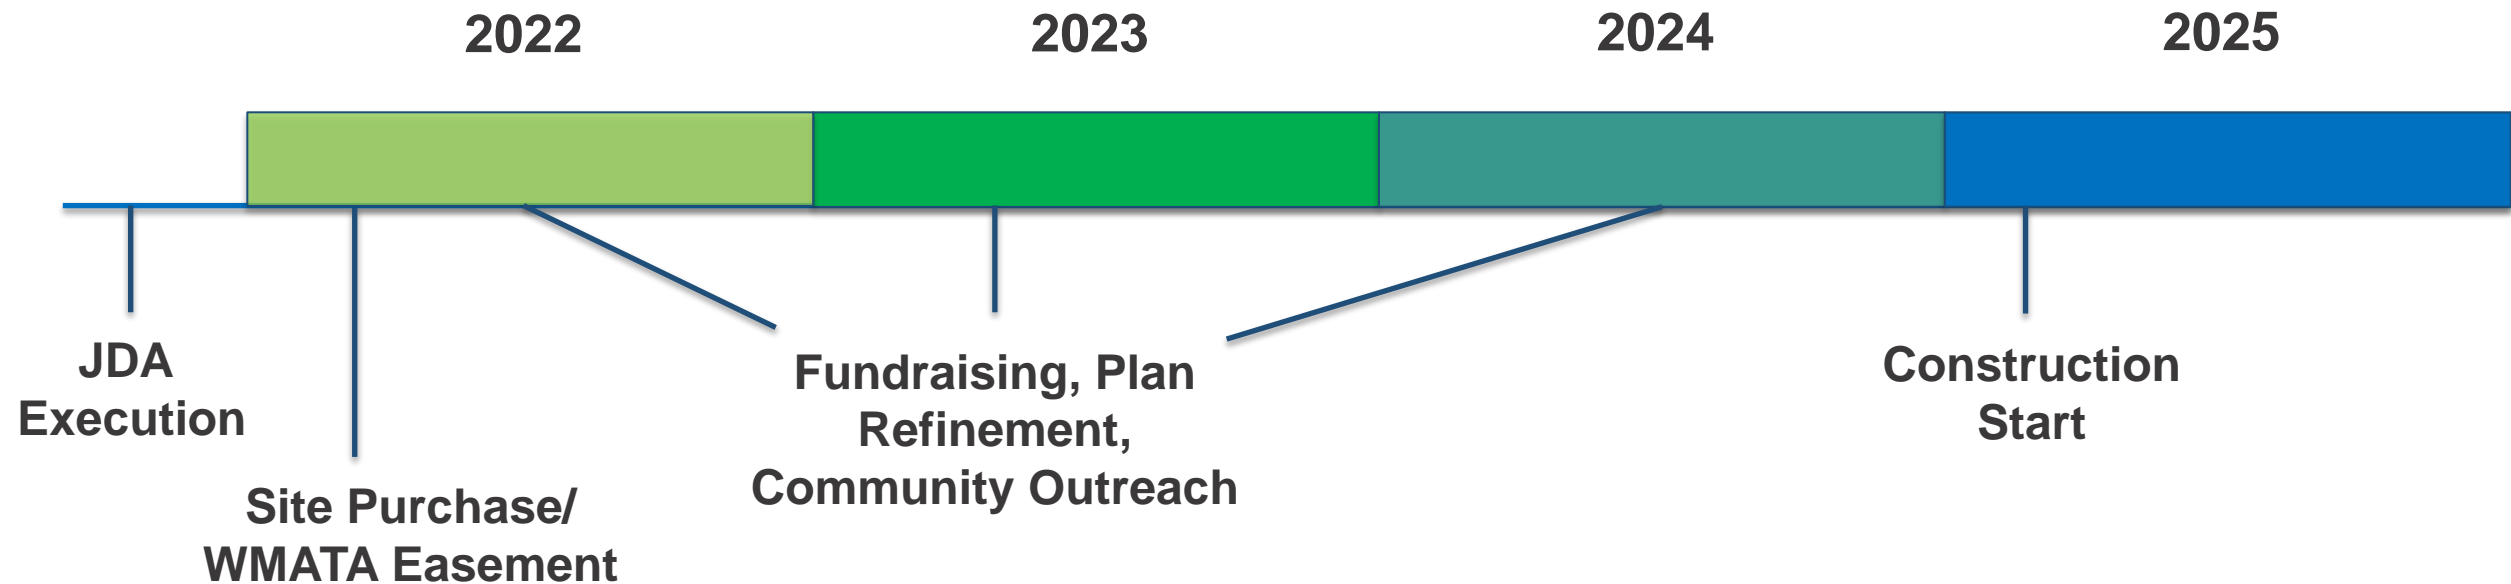 2022
2023
2024
2025
JDA
Execution
Site Purchase/
WMATA Easement
Fundraising, Plan
Refinement,
Community Outreach
Construction
Start